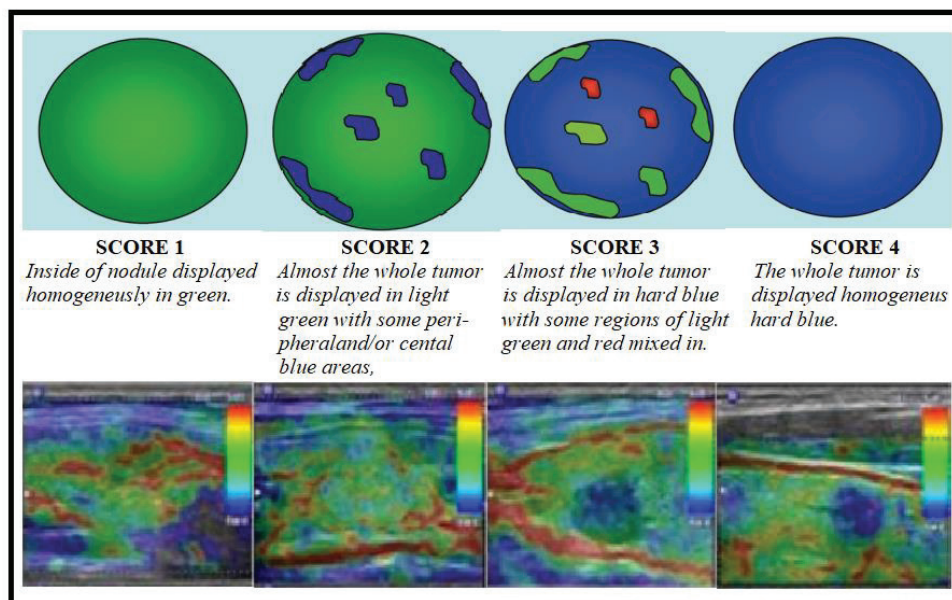 SCORE 1
Inside of nodule displayed
homogeneusly in green.
SCORE 2
Almost the whole tumor
is displayed in light
green with some peri-
pheraland/or cental
blue areas,
SCORE 3
Almost the whole tumor
is displayed in hard blue
with some regions of light
green and red mixed in.
SCORE 4
The whole tumor is
displayed homogeneus
hard blue.